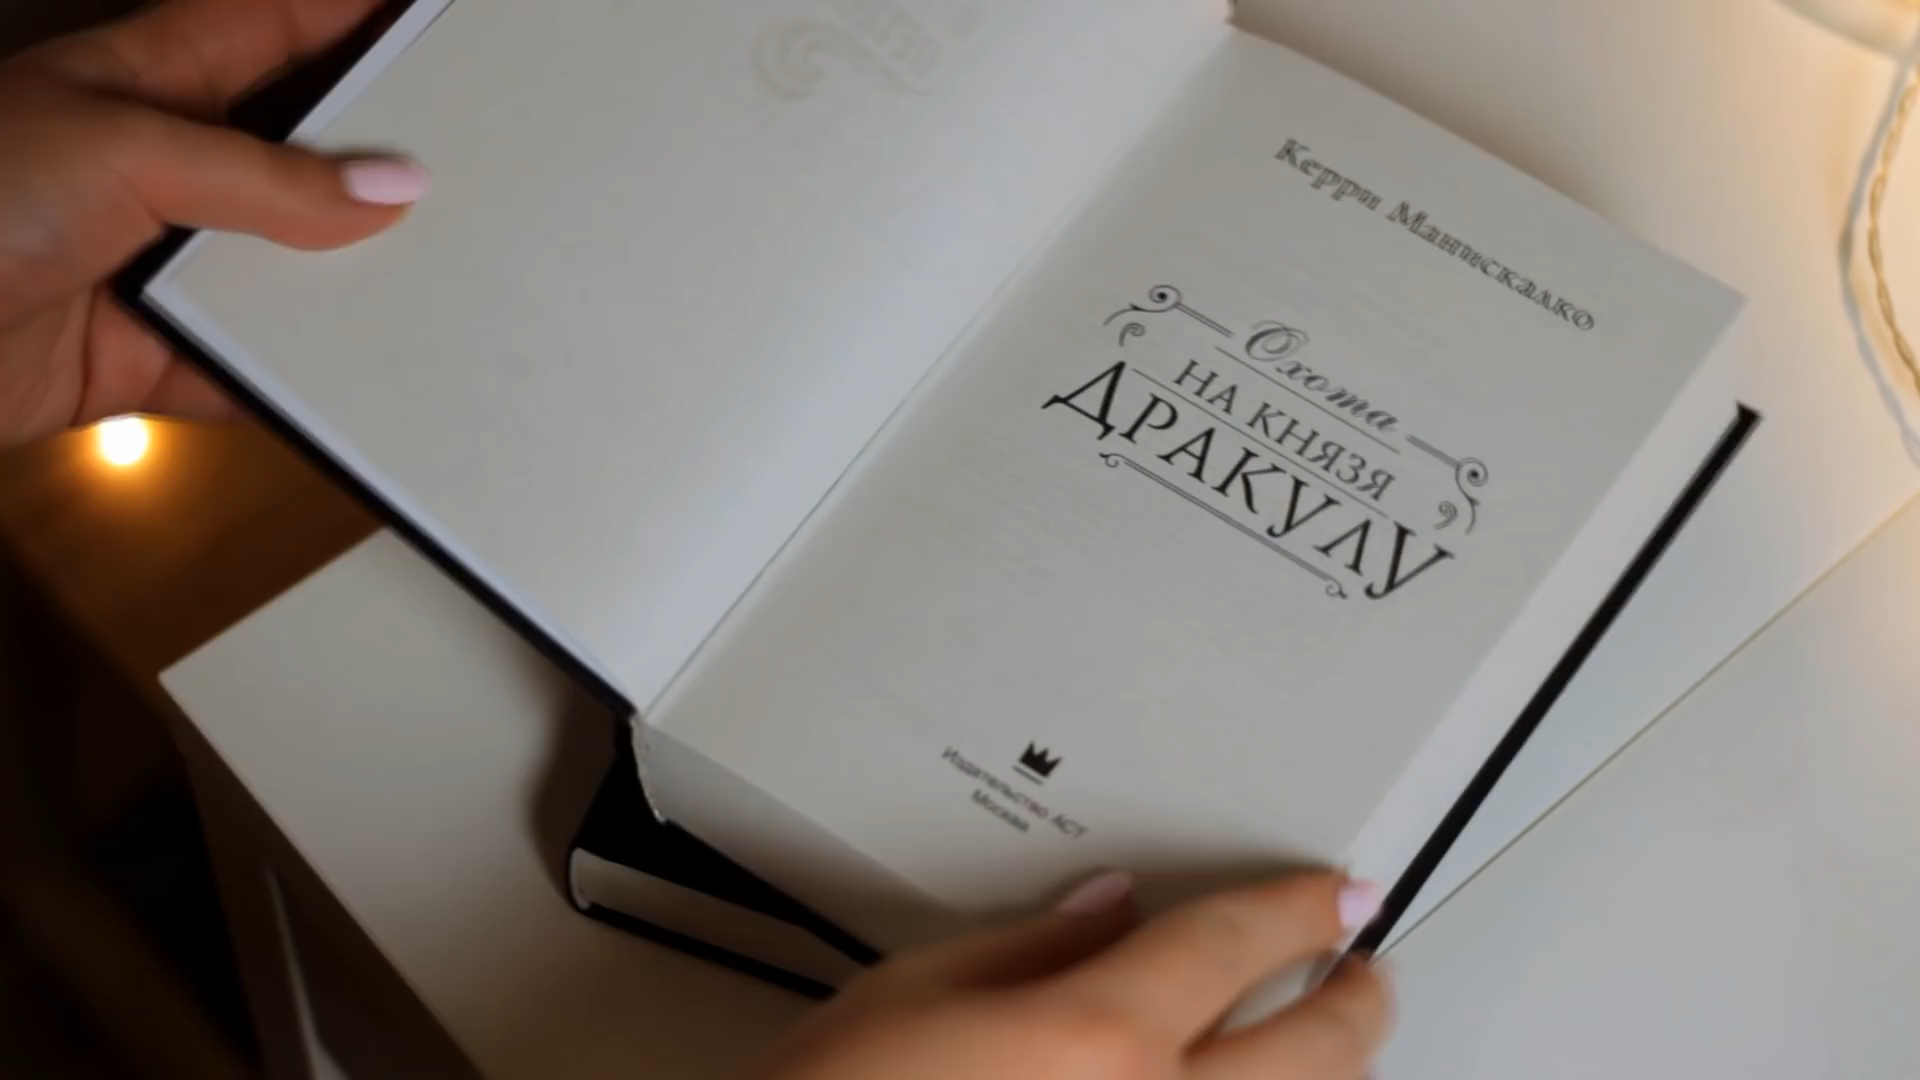 Керри Манискалко
Охота
НА КНЯЗЯ
ДРАКУЛУ
Издательство АСТ
Москва